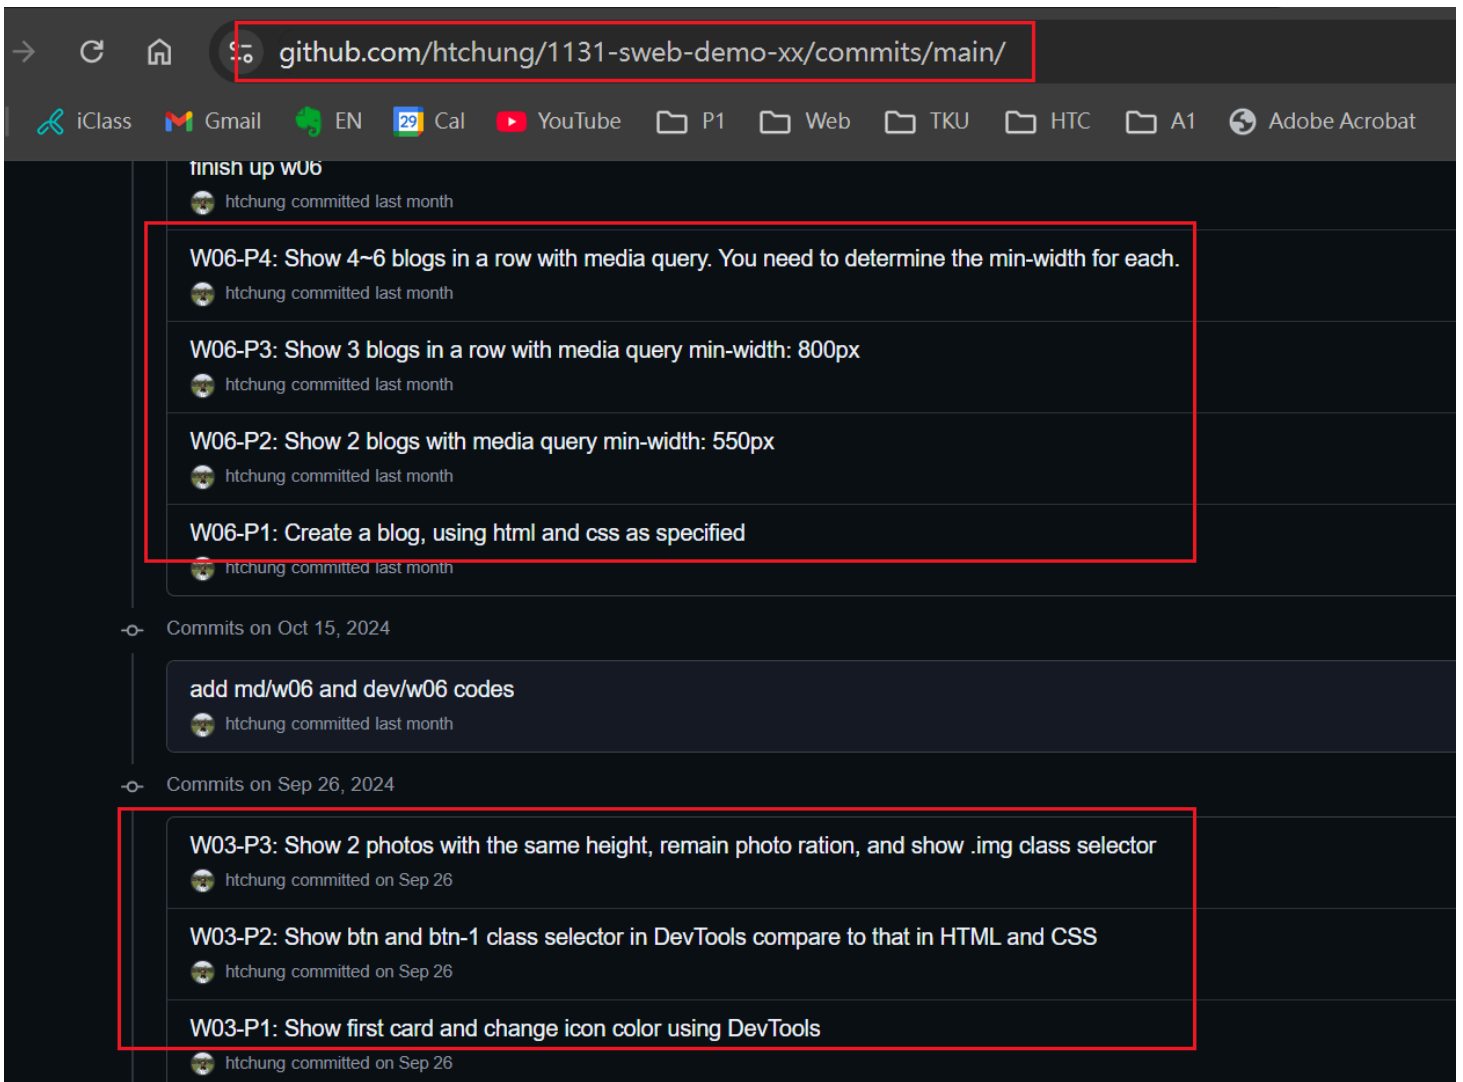 github.com/htchung/1131-sweb-demo-xx/commits/main/
iClass Gmail EN 29 Cal YouTube P1 Web TKU HTC A1 Adobe Acrobat
finish up w06
htchung committed last month
W06-P4: Show 4~6 blogs in a row with media query. You need to determine the min-width for each.
htchung committed last month
W06-P3: Show 3 blogs in a row with media query min-width: 800px
htchung committed last month
W06-P2: Show 2 blogs with media query min-width: 550px
htchung committed last month
W06-P1: Create a blog, using html and css as specified
htchung committed last month
Commits on Oct 15, 2024
add md/w06 and dev/w06 codes
htchung committed last month
Commits on Sep 26, 2024
W03-P3: Show 2 photos with the same height, remain photo ration, and show .img class selector
htchung committed on Sep 26
W03-P2: Show btn and btn-1 class selector in DevTools compare to that in HTML and CSS
htchung committed on Sep 26
W03-P1: Show first card and change icon color using DevTools
htchung committed on Sep 26